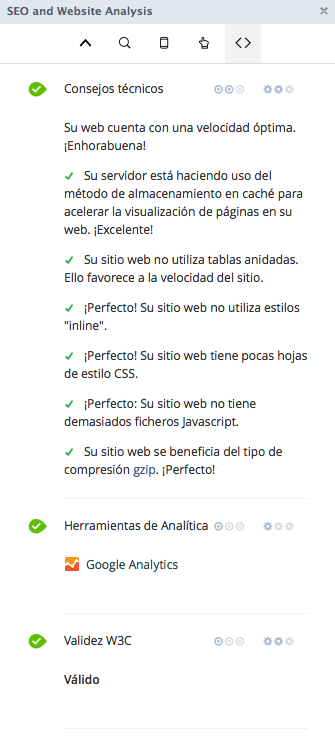 SEO and Website Analysis
Consejos técnicos
Su web cuenta con una velocidad óptima.
¡Enhorabuena!
Su servidor está haciendo uso del
método de almacenamiento en caché para
acelerar la visualización de páginas en su
web. ¡Excelente!
Su sitio web no utiliza tablas anidadas.
Ello favorece a la velocidad del sitio.
¡Perfecto! Su sitio web no utiliza estilos
"inline".
¡Perfecto! Su sitio web tiene pocas hojas
de estilo CSS.
¡Perfecto: Su sitio web no tiene
demasiados ficheros Javascript.
Su sitio web se beneficia del tipo de
compresión gzip. ¡Perfecto!
Herramientas de Analítica
Google Analytics
Validez W3C
Válido